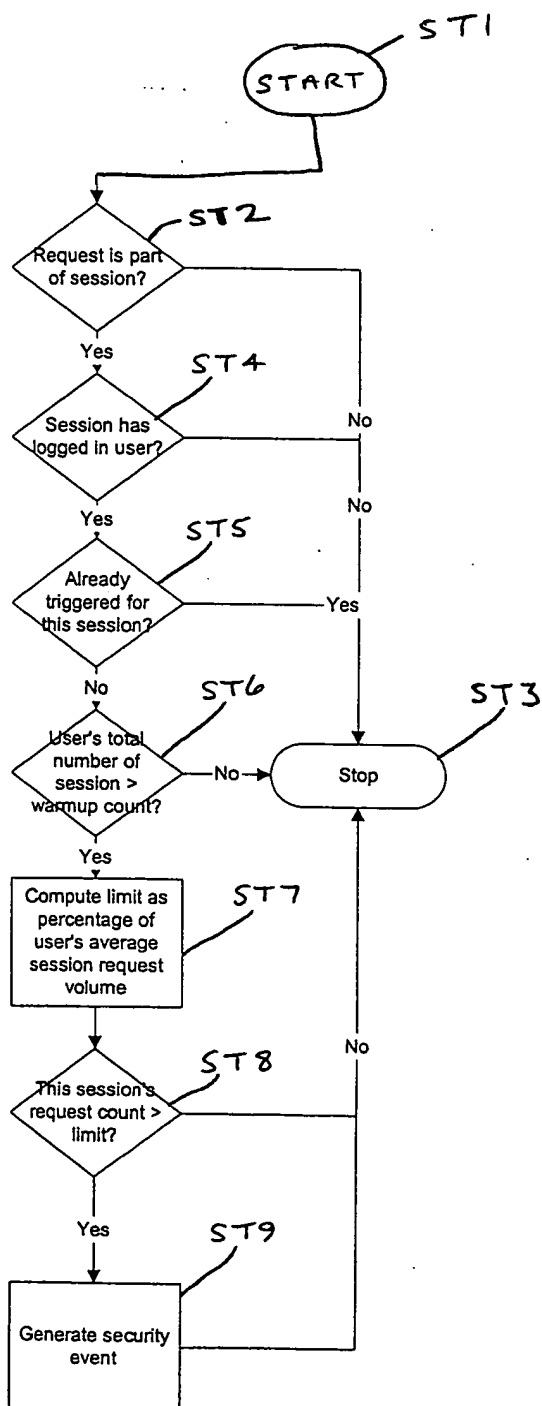 ST1
START
ST2
Request is part
of session?
Yes
No
ST4
Session has
logged in user?
Yes
No
ST5
Already
triggered for
this session?
Yes
No
ST6
User's total
number of
session >
warmup count?
No
ST3
Stop
Yes
Compute limit as
percentage of
user's average
session request
volume
ST7
No
This session's
request count >
limit?
ST8
Yes
ST9
Generate security
event